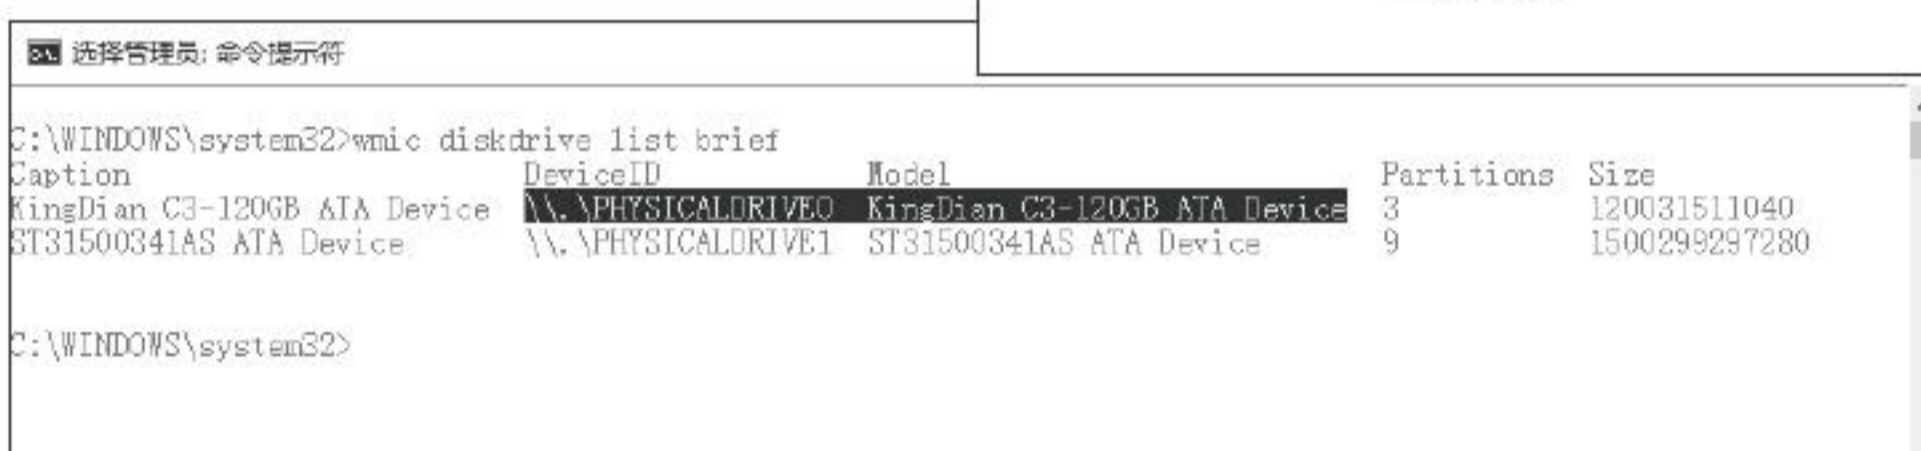 选择管理员: 命令提示符
C:\WINDOWS\system32>wmic diskdrive list brief
Caption DeviceID Model Partitions Size
KingDian C3-120GB ATA Device \\.\PHYSICALDRIVE0 KingDian C3-120GB ATA Device 3 120031511040
ST31500341AS ATA Device \\.\PHYSICALDRIVE1 ST31500341AS ATA Device 9 1500299297280
C:\WINDOWS\system32>